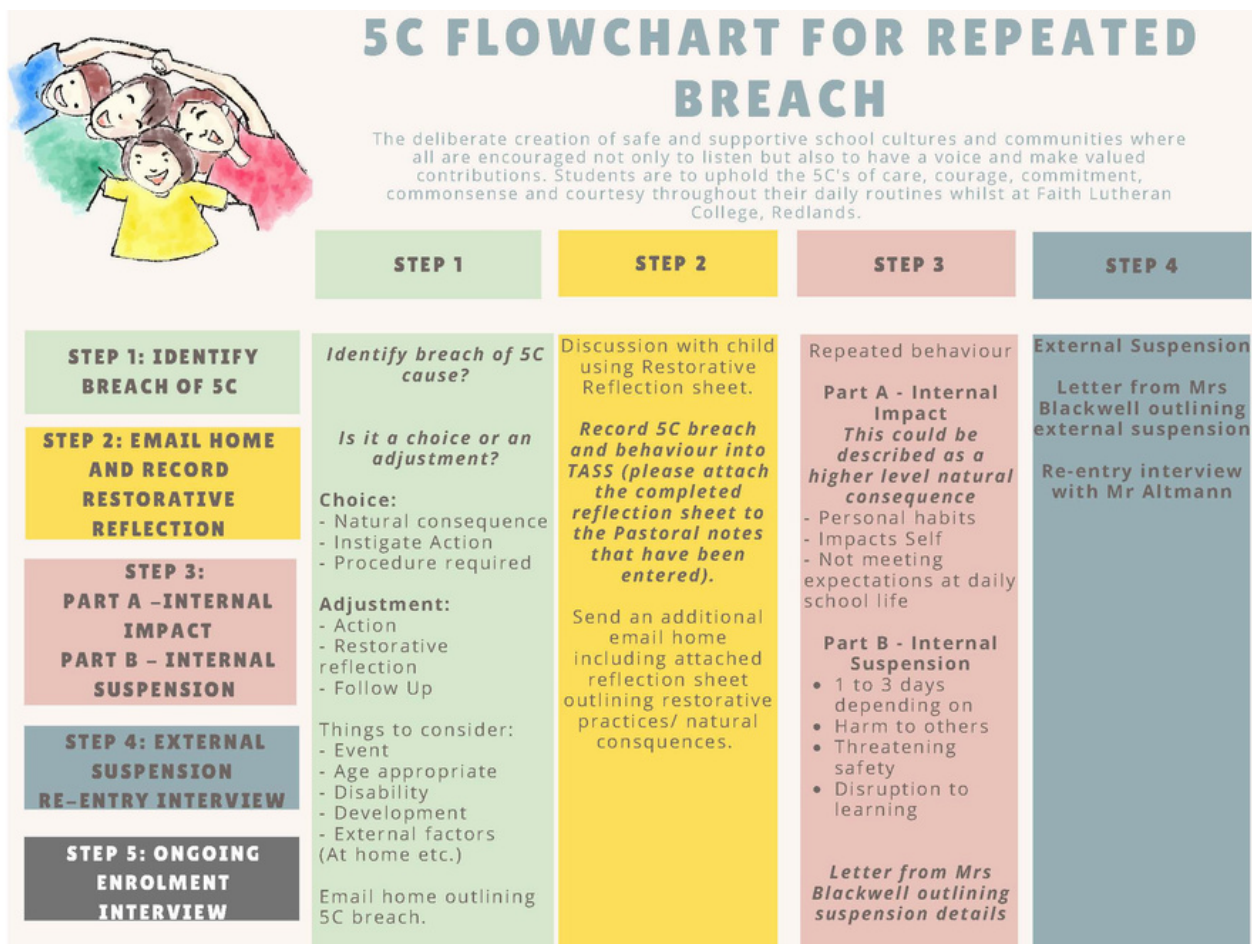 5C FLOWCHART FOR REPEATED
BREACH
The deliberate creation of safe and supportive school cultures and communities where
all are encouraged not only to listen but also to have a voice and make valued
contributions. Students are to uphold the 5C's of care, courage, commitment,
commonsense and courtesy throughout their daily routines whilst at Faith Lutheran
College, Redlands.
STEP 1
STEP 2
STEP 3
STEP 4
STEP 1: IDENTIFY
BREACH OF 5C
STEP 2: EMAIL HOME
AND RECORD
RESTORATIVE
REFLECTION
STEP 3:
PART A –INTERNAL
IMPACT
PART B – INTERNAL
SUSPENSION
STEP 4: EXTERNAL
SUSPENSION
RE–ENTRY INTERVIEW
STEP 5: ONGOING
ENROLMENT
INTERVIEW
Identify breach of 5C
cause?
Is it a choice or an
adjustment?
Choice:
- Natural consequence
- Instigate Action
- Procedure required
Adjustment:
- Action
- Restorative
reflection
- Follow Up
Things to consider:
- Event
- Age appropriate
- Disability
- Development
- External factors
(At home etc.)
Email home outlining
5C breach.
Discussion with child
using Restorative
Reflection sheet.
Record 5C breach
and behaviour into
TASS (please attach
the completed
reflection sheet to
the Pastoral notes
that have been
entered).
Send an additional
email home
including attached
reflection sheet
outlining restorative
practices/ natural
consquences.
Repeated behaviour
Part A - Internal
Impact
This could be
described as a
higher level natural
consequence
- Personal habits
- Impacts Self
- Not meeting
expectations at daily
school life
Part B - Internal
Suspension
• 1 to 3 days
depending on
• Harm to others
• Threatening
safety
• Disruption to
learning
Letter from Mrs
Blackwell outlining
suspension details
External Suspension
Letter from Mrs
Blackwell outlining
external suspension
Re-entry interview
with Mr Altmann